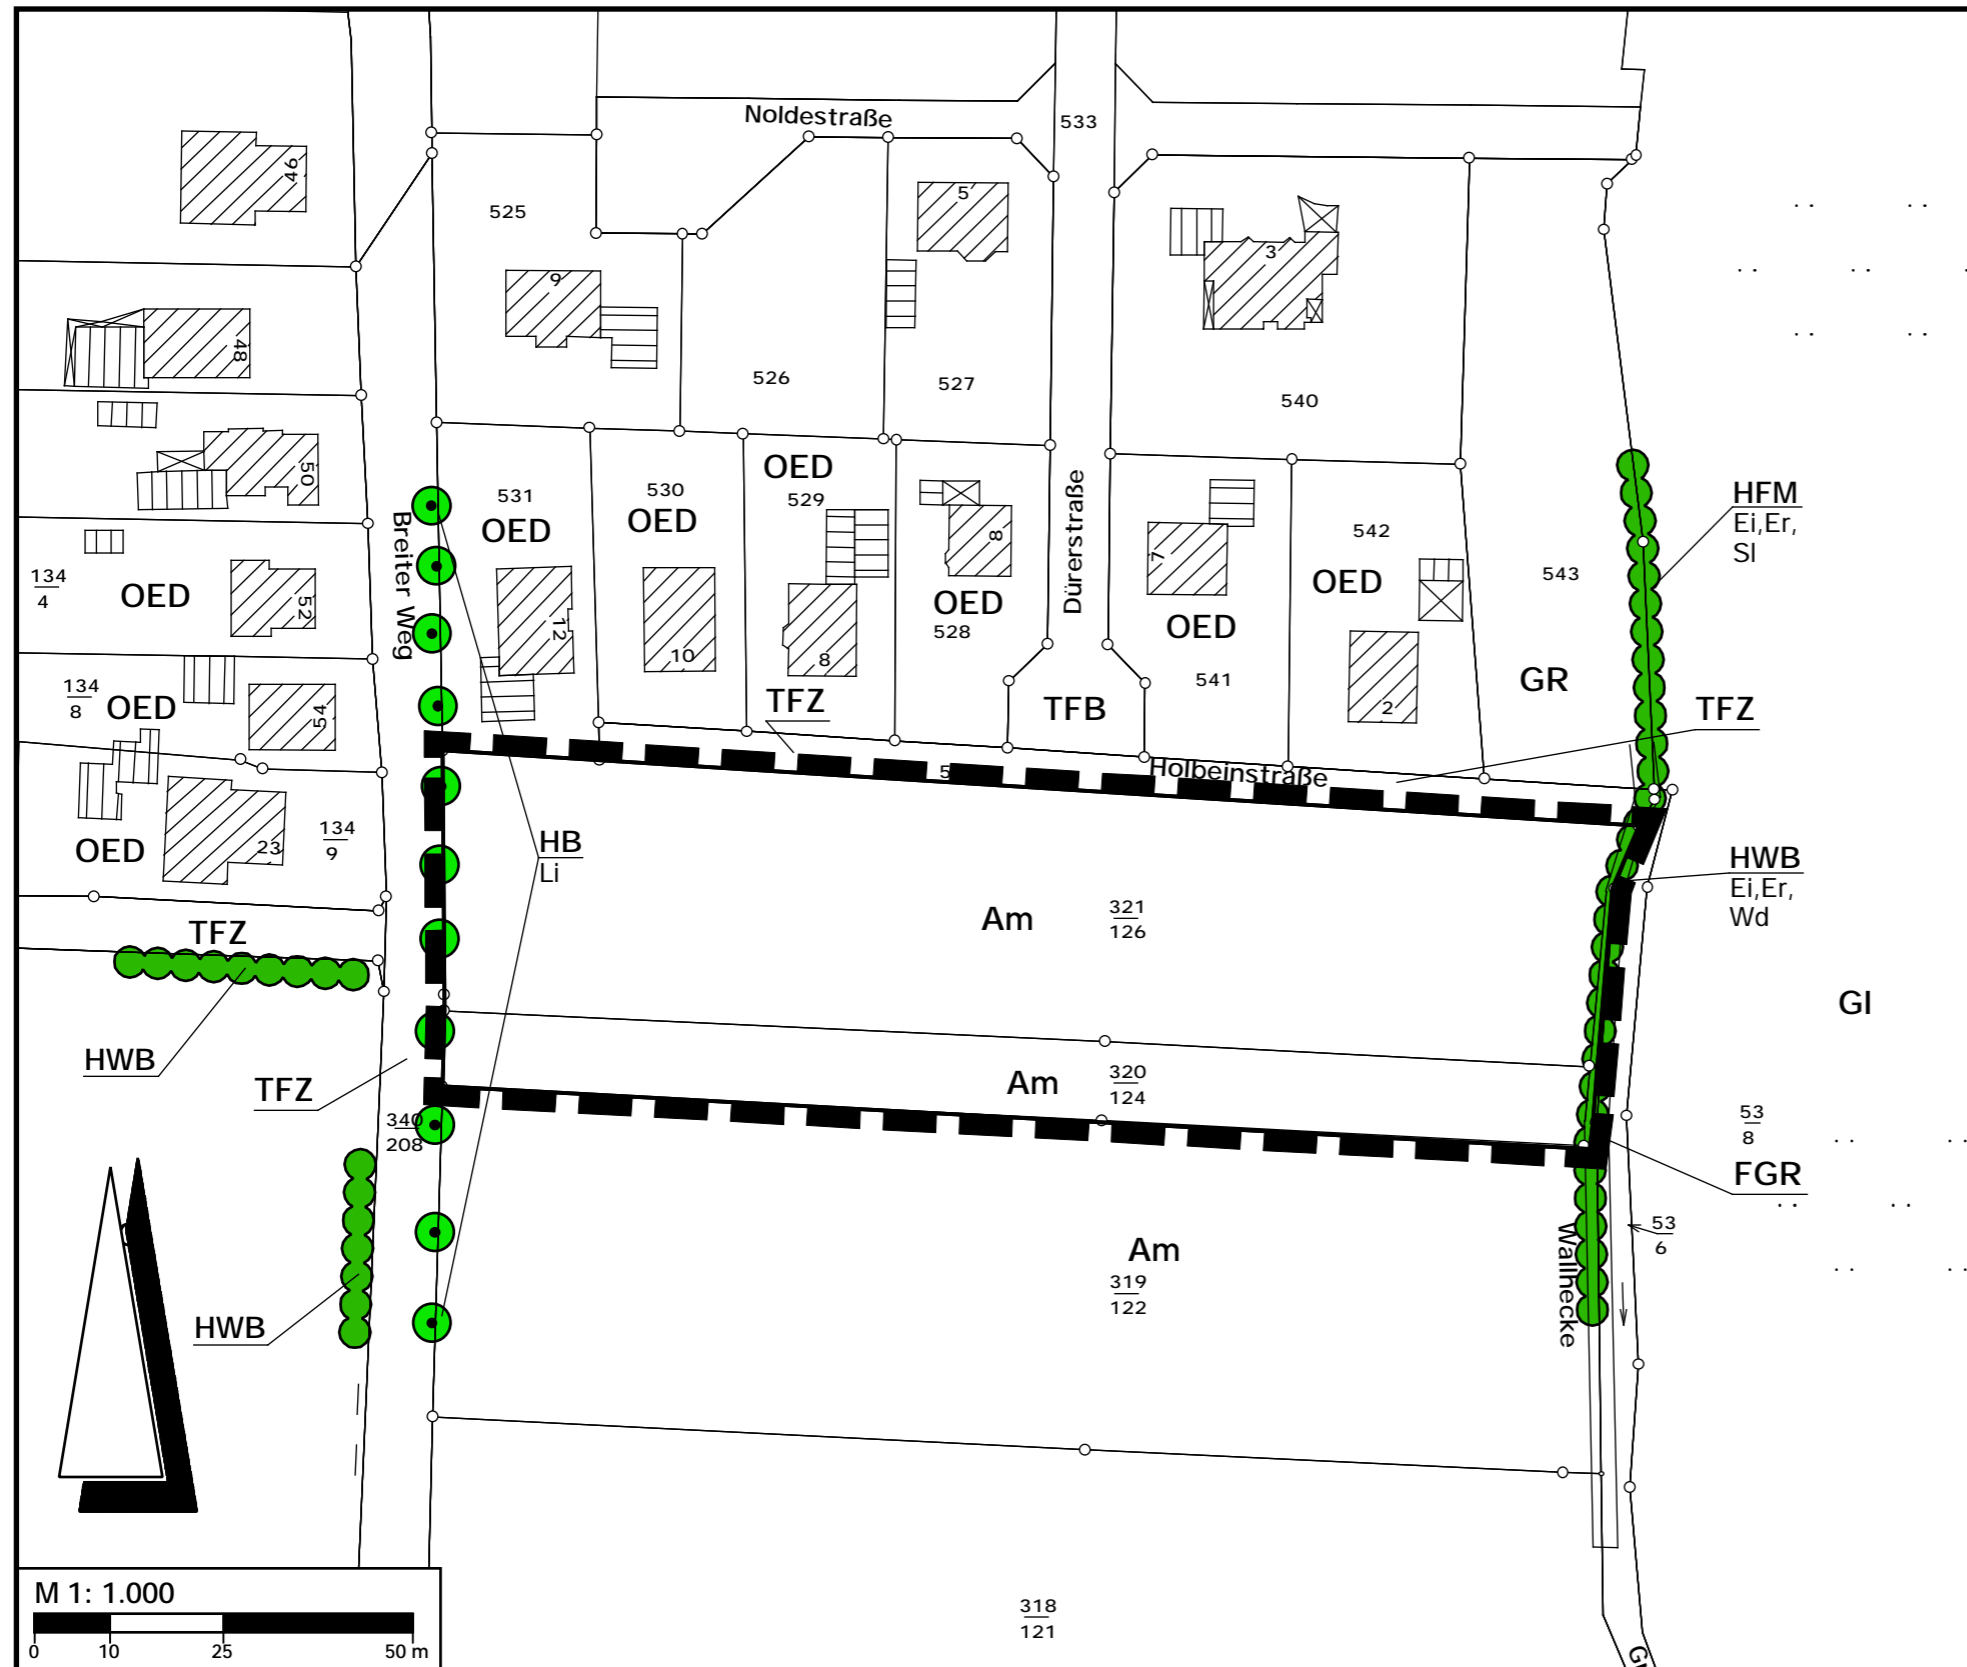 Noldestraße
533
46
525
5
3
9
48
526
527
540
50
OED
531
OED
530
OED
529
HFM
Ei,Er,
Sl
542
OED
543
Breiter Weg
Dürerstraße
8
7
134
4
OED
52
12
10
8
OED
528
OED
541
GR
2
134
8
OED
54
TFZ
TFB
TFZ
Holbeinstraße
OED
23
134
9
HB
Li
HWB
Ei,Er,
Wd
TFZ
Am
321
126
GI
HWB
TFZ
Am
320
124
340
208
53
8
FGR
53
6
Wallhecke
Am
319
122
HWB
M 1: 1.000
0 10 25 50 m
318
121